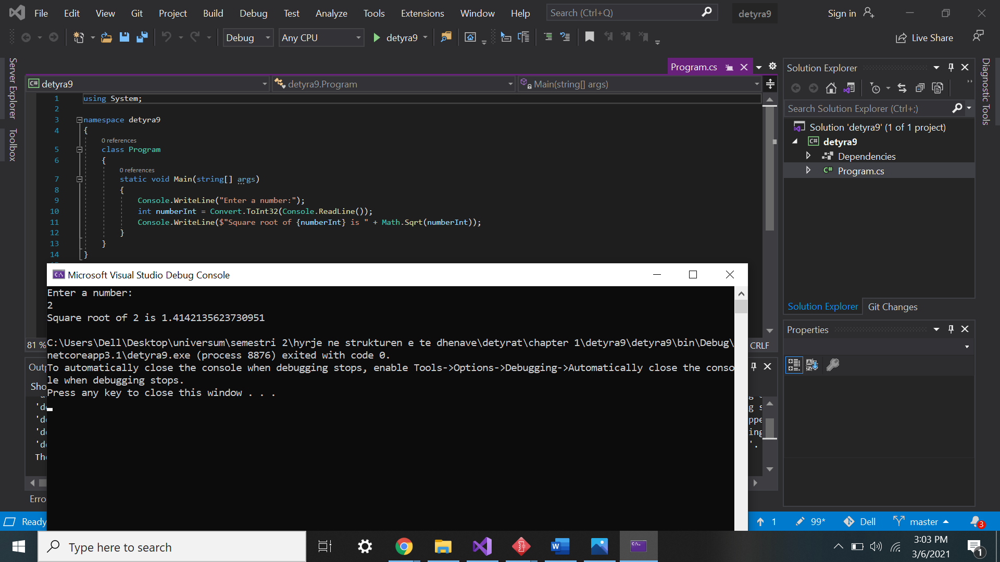 File Edit View Git Project Build Debug Test Analyze Tools Extensions Window Help Search (Ctrl+Q) detyra9 Sign in
Debug Any CPU detyra9 Live Share
Server Explorer
Toolbox
Program.cs
detyra9 detyra9.Program Main(string[] args)
1 using System;
2
3 namespace detyra9
4 {
0 references
5 class Program
6 {
0 references
7 static void Main(string[] args)
8 {
9 Console.WriteLine("Enter a number:");
10 int numberInt = Convert.ToInt32(Console.ReadLine());
11 Console.WriteLine($"Square root of {numberInt} is " + Math.Sqrt(numberInt));
12 }
13 }
14 }
81 %
CRLF
Microsoft Visual Studio Debug Console
Enter a number:
2
Square root of 2 is 1.4142135623730951
C:\Users\Dell\Desktop\universum\semestri 2\hyrje ne strukturen e te dhenave\detyrat\chapter 1\detyra9\detyra9\bin\Debug\
netcoreapp3.1\detyra9.exe (process 8876) exited with code 0.
To automatically close the console when debugging stops, enable Tools->Options->Debugging->Automatically close the conso
le when debugging stops.
Press any key to close this window . . .
Solution Explorer
Search Solution Explorer (Ctrl+;)
Solution 'detyra9' (1 of 1 project)
detyra9
Dependencies
C# Program.cs
Solution Explorer Git Changes
Properties
Diagnostic Tools
Ready
1 99* Dell master 3
Type here to search
3:03 PM
3/6/2021
1